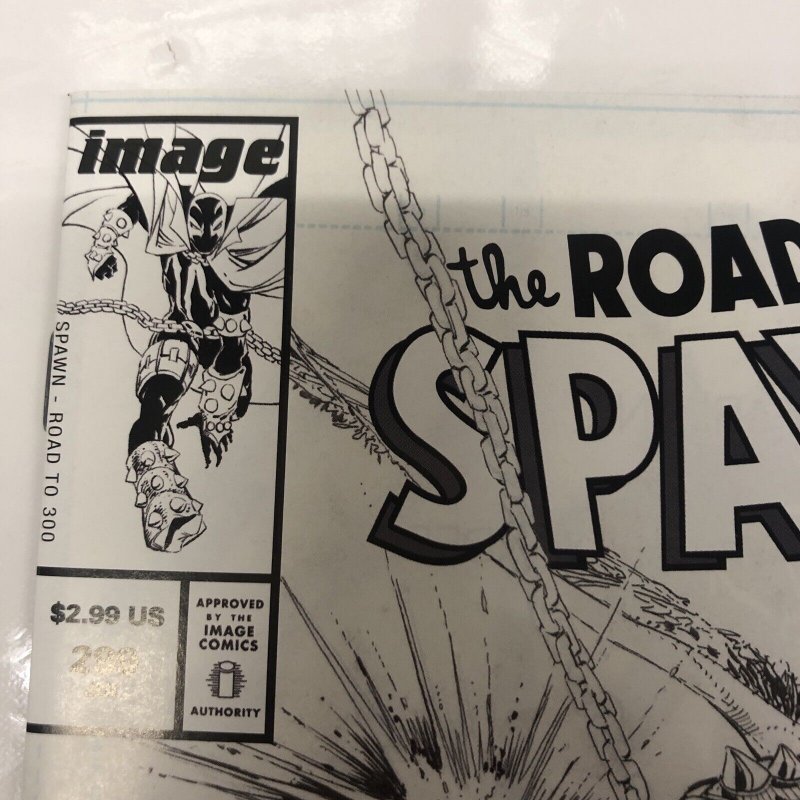 image
SPAWN - ROAD TO 300
the ROAD
SPA
$2.99 US
APPROVED
BY THE
IMAGE
COMICS
i
AUTHORITY